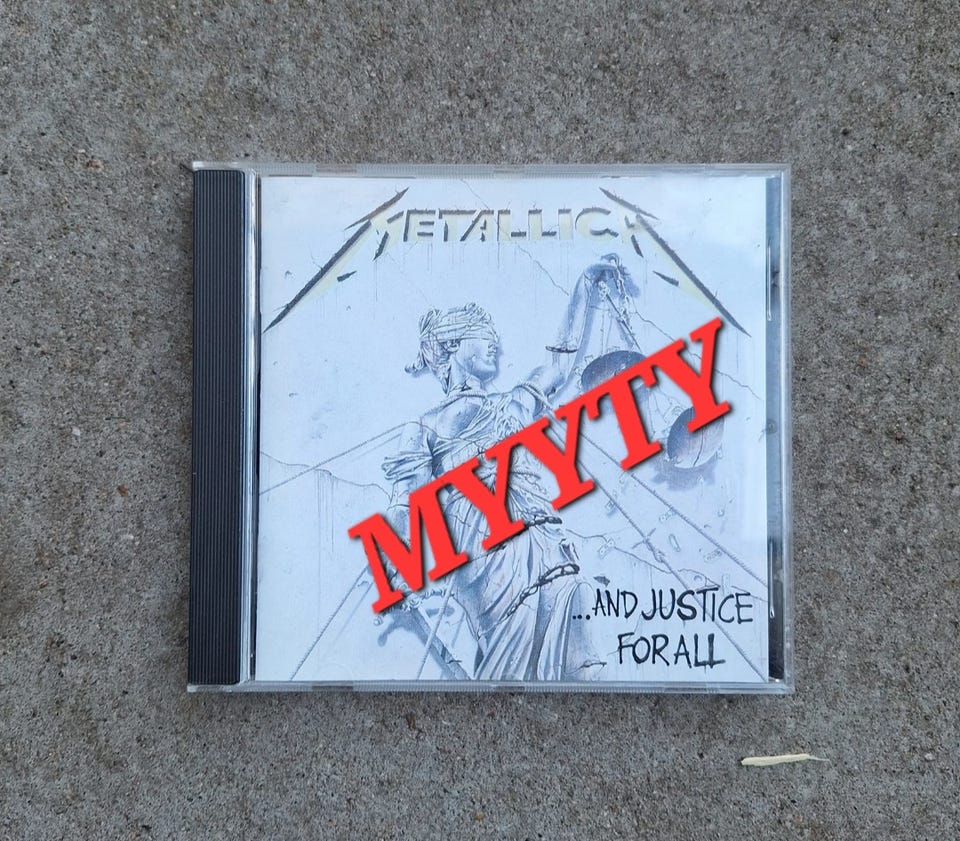 METALLICA
MYYTY
...AND JUSTICE
FOR ALL